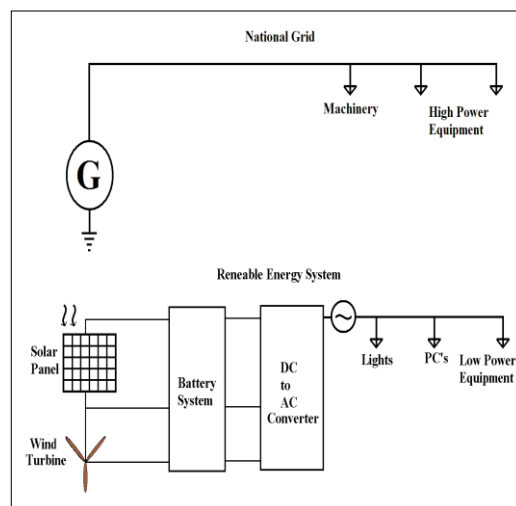 National Grid
Machinery
High Power
Equipment
G
Reneable Energy System
Solar
Panel
Battery
System
DC
to
AC
Converter
Lights
PC's
Low Power
Equipment
Wind
Turbine